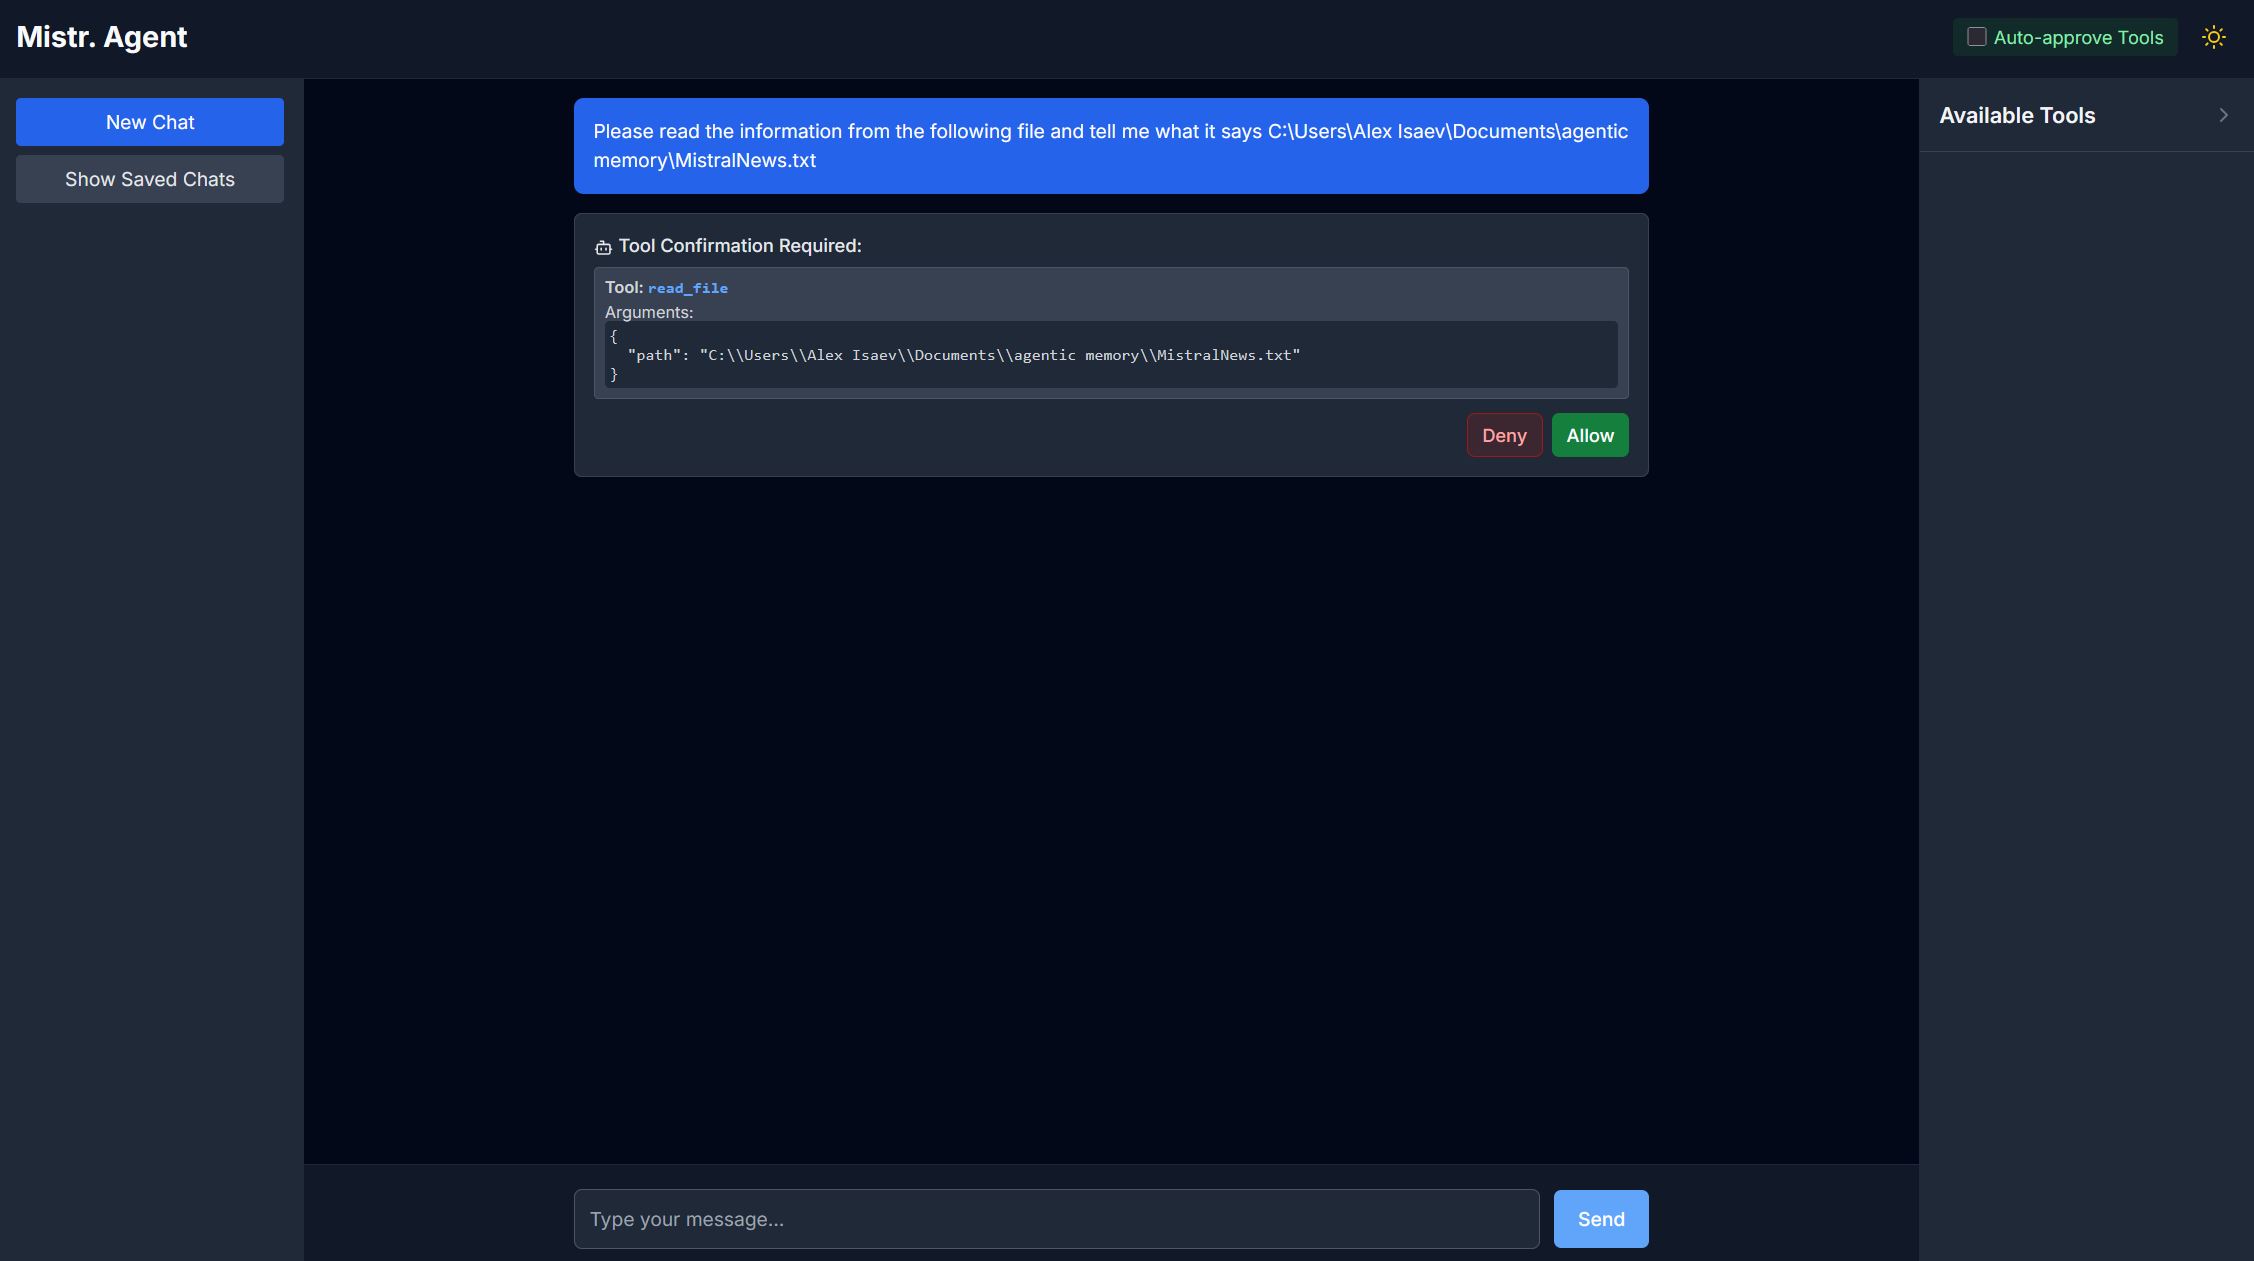 Mistr. Agent
Auto-approve Tools
New Chat
Show Saved Chats
Please read the information from the following file and tell me what it says C:\Users\Alex Isaev\Documents\agentic
memory\MistralNews.txt
Tool Confirmation Required:
Tool: read_file
Arguments:
{
  "path": "C:\\Users\\Alex Isaev\\Documents\\agentic memory\\MistralNews.txt"
}
Deny Allow
Available Tools
Type your message...
Send